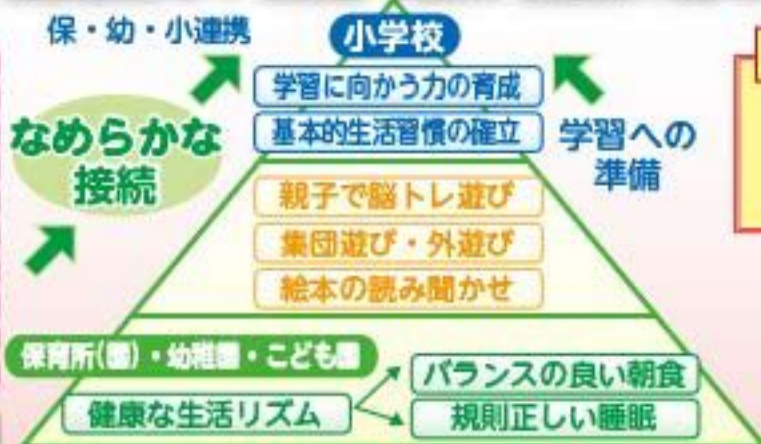 保・幼・小連携
小学校
学習に向かう力の育成
基本的生活習慣の確立
なめらかな
接続
学習への
準備
親子で脳トレ遊び
集団遊び・外遊び
絵本の読み聞かせ
保育所(園)・幼稚園・こども園
健康な生活リズム
バランスの良い朝食
規則正しい睡眠